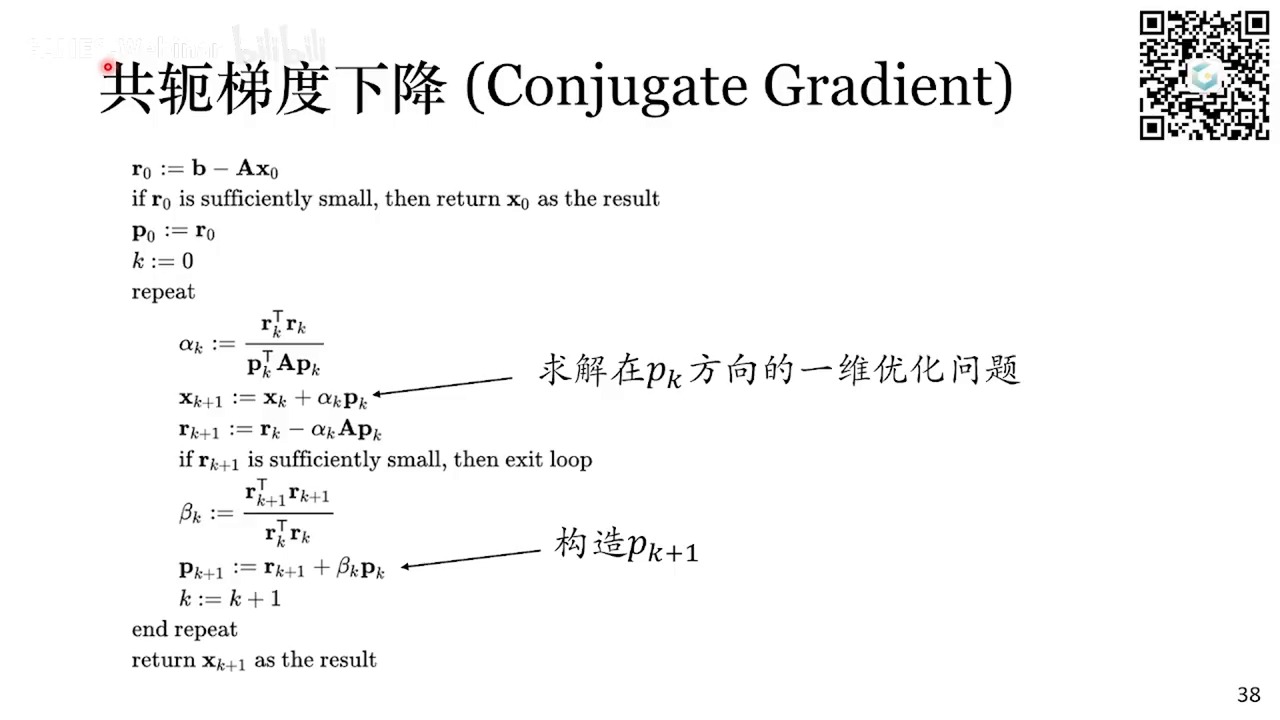 bilibili
共轭梯度下降 (Conjugate Gradient)
r₀ := b − Ax₀
if r₀ is sufficiently small, then return x₀ as the result
p₀ := r₀
k := 0
repeat
αₖ := rₖᵀrₖ / pₖᵀApₖ
求解在pₖ方向的一维优化问题
xₖ₊₁ := xₖ + αₖpₖ
rₖ₊₁ := rₖ − αₖApₖ
if rₖ₊₁ is sufficiently small, then exit loop
βₖ := rₖ₊₁ᵀrₖ₊₁ / rₖᵀrₖ
构造pₖ₊₁
pₖ₊₁ := rₖ₊₁ + βₖpₖ
k := k + 1
end repeat
return xₖ₊₁ as the result
38